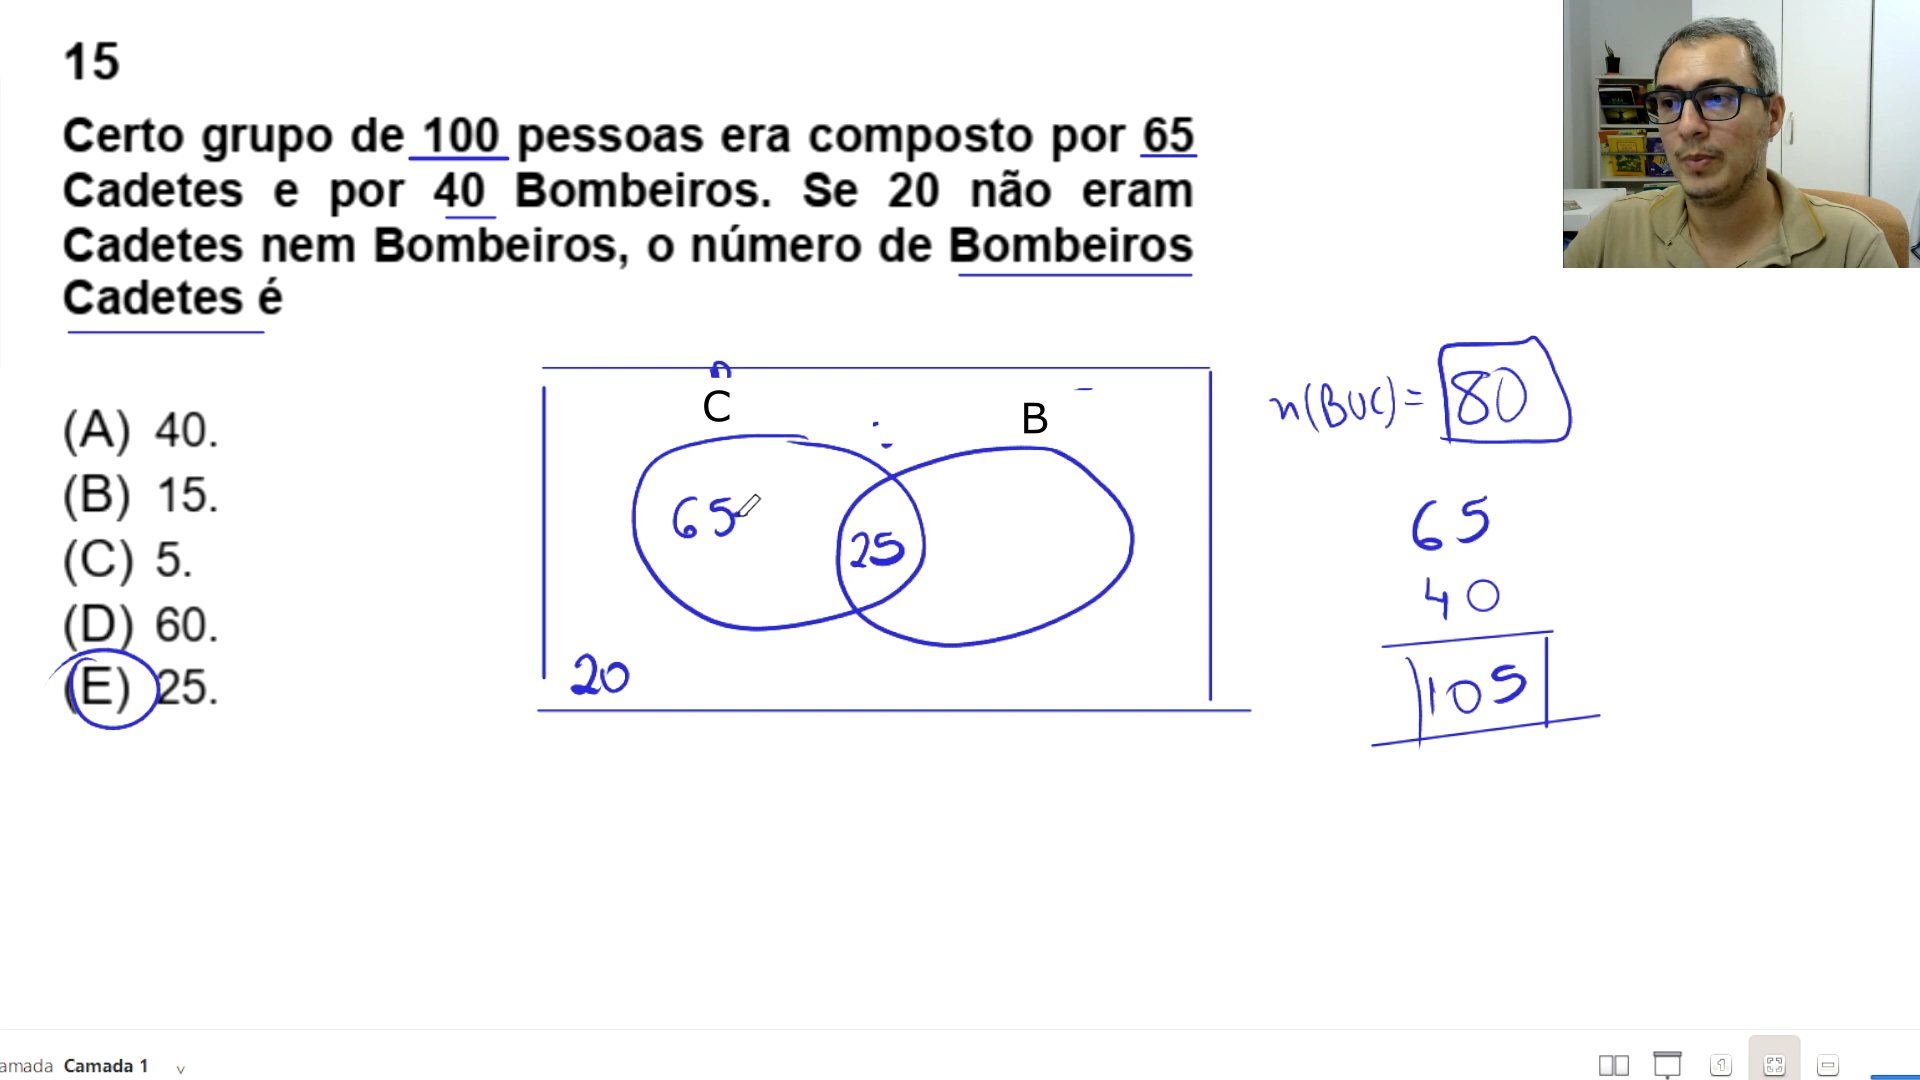 15
Certo grupo de 100 pessoas era composto por 65
Cadetes e por 40 Bombeiros. Se 20 não eram
Cadetes nem Bombeiros, o número de Bombeiros
Cadetes é
(A) 40.
(B) 15.
(C) 5.
(D) 60.
(E) 25.
n
C
B
65
25
20
n(BUC)= 80
65
40
105
amada Camada 1
1